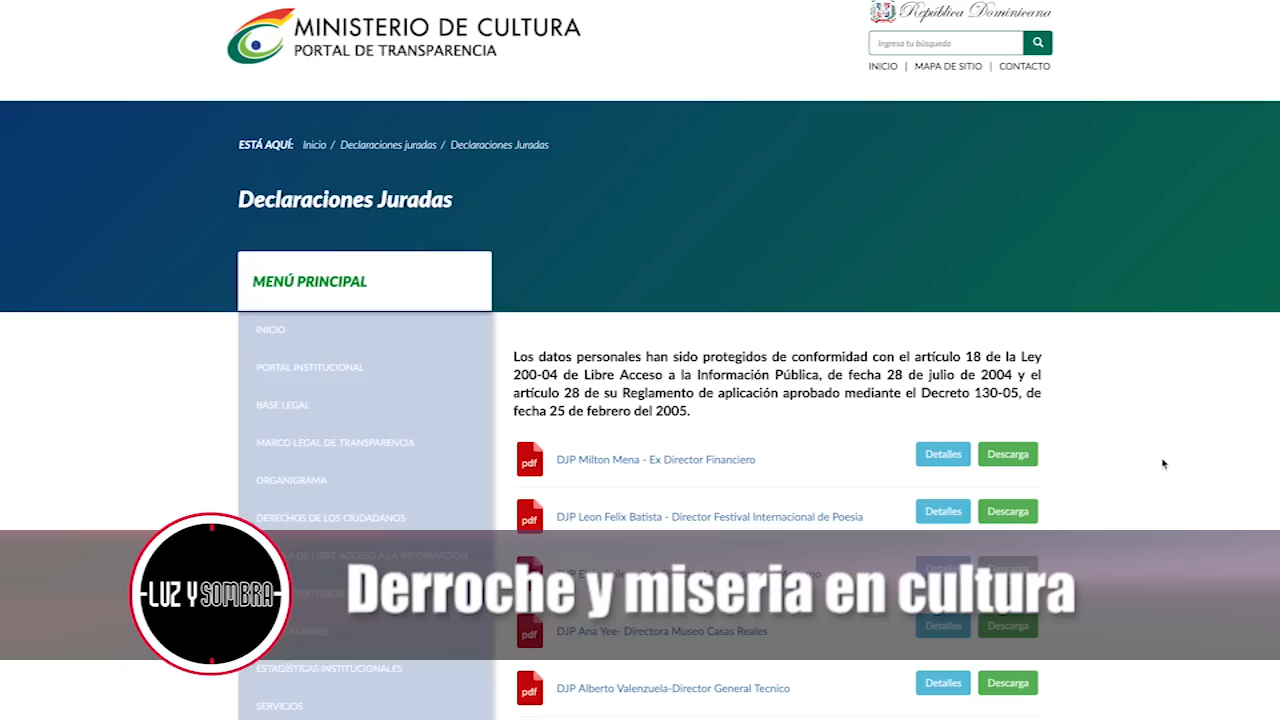 MINISTERIO DE CULTURA
PORTAL DE TRANSPARENCIA
República Dominicana
Ingresa tu búsqueda
INICIO | MAPA DE SITIO | CONTACTO
ESTÁ AQUÍ: Inicio / Declaraciones juradas / Declaraciones Juradas
Declaraciones Juradas
MENÚ PRINCIPAL
INICIO
PORTAL INSTITUCIONAL
BASE LEGAL
MARCO LEGAL DE TRANSPARENCIA
ORGANIGRAMA
DERECHOS DE LOS CIUDADANOS
DE LIBRE ACCESO A LA INFORMACIÓN
ESTADÍSTICAS INSTITUCIONALES
SERVICIOS
Los datos personales han sido protegidos de conformidad con el artículo 18 de la Ley
200-04 de Libre Acceso a la Información Pública, de fecha 28 de julio de 2004 y el
artículo 28 de su Reglamento de aplicación aprobado mediante el Decreto 130-05, de
fecha 25 de febrero del 2005.
pdf DJP Milton Mena - Ex Director Financiero Detalles Descarga
pdf DJP Leon Felix Batista - Director Festival Internacional de Poesia Detalles Descarga
pdf DJP Ana Yee- Directora Museo Casas Reales Detalles Descarga
pdf DJP Alberto Valenzuela-Director General Tecnico Detalles Descarga
LUZ Y SOMBRA
Derroche y miseria en cultura